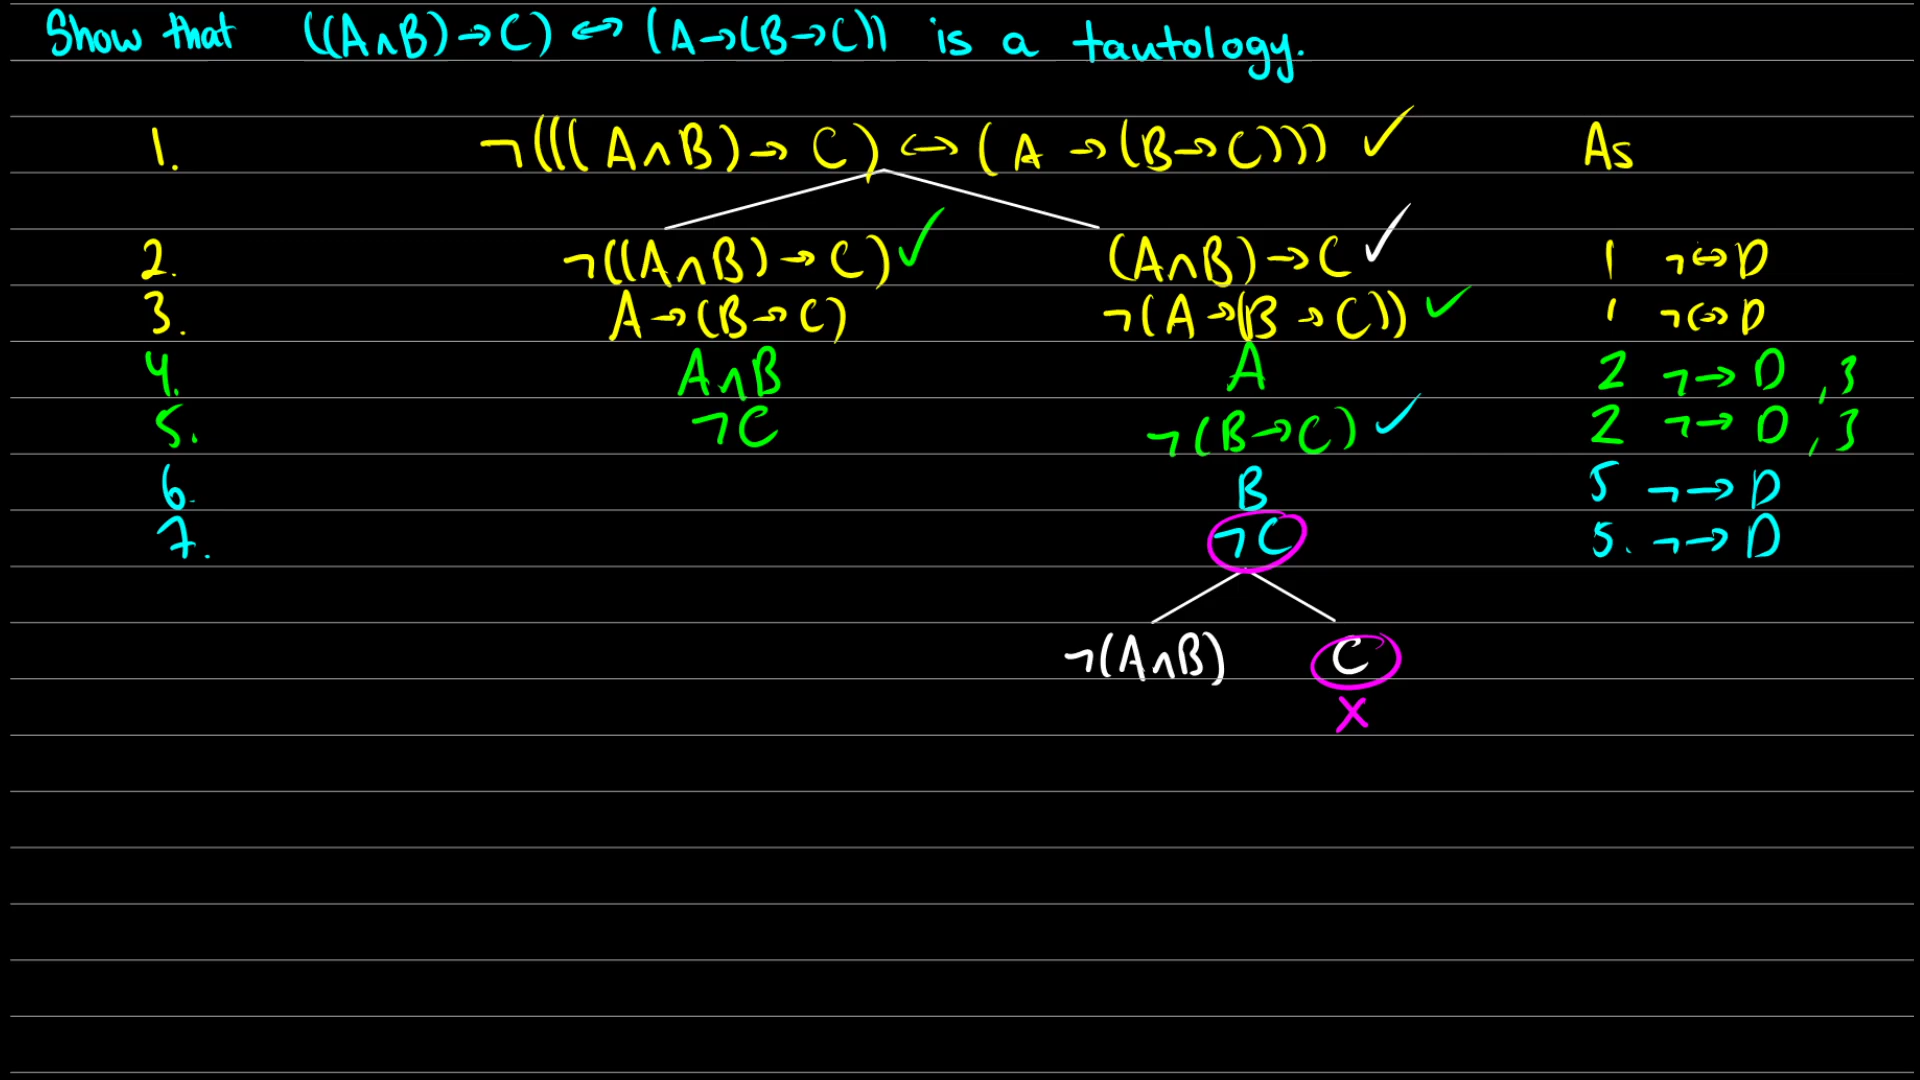 Show that ((A∧B)→C) ↔ (A→(B→C)) is a tautology.
1. ¬(((A∧B)→C) ↔ (A→(B→C))) ✓ As
2. ¬((A∧B)→C) ✓ (A∧B)→C ✓ 1 ¬↔D
3. A→(B→C) ¬(A→(B→C)) ✓ 1 ¬↔D
4. A∧B A 2 ¬→D, 3
5. ¬C ¬(B→C) ✓ 2 ¬→D, 3
6. B 5 ¬→D
7. ¬C 5. ¬→D
¬(A∧B) C
X